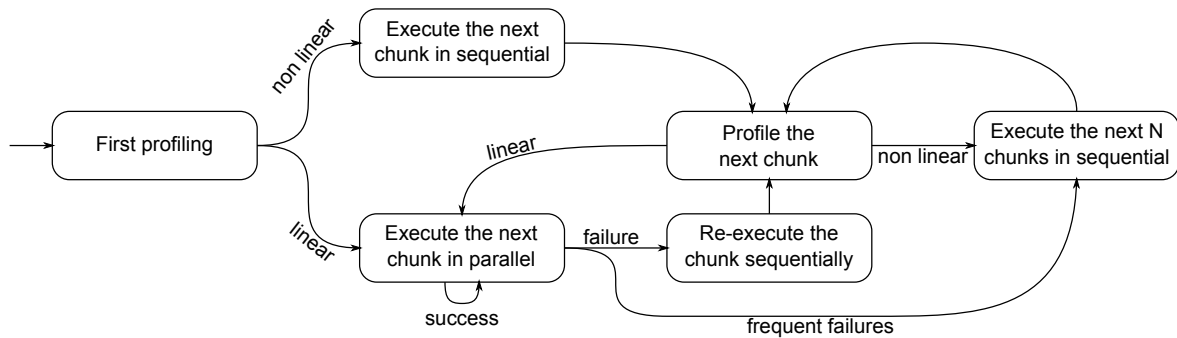 Execute the next
chunk in sequential
non linear
First profiling
Profile the
next chunk
Execute the next N
chunks in sequential
linear
non linear
linear
Execute the next
chunk in parallel
failure
Re-execute the
chunk sequentially
success
frequent failures